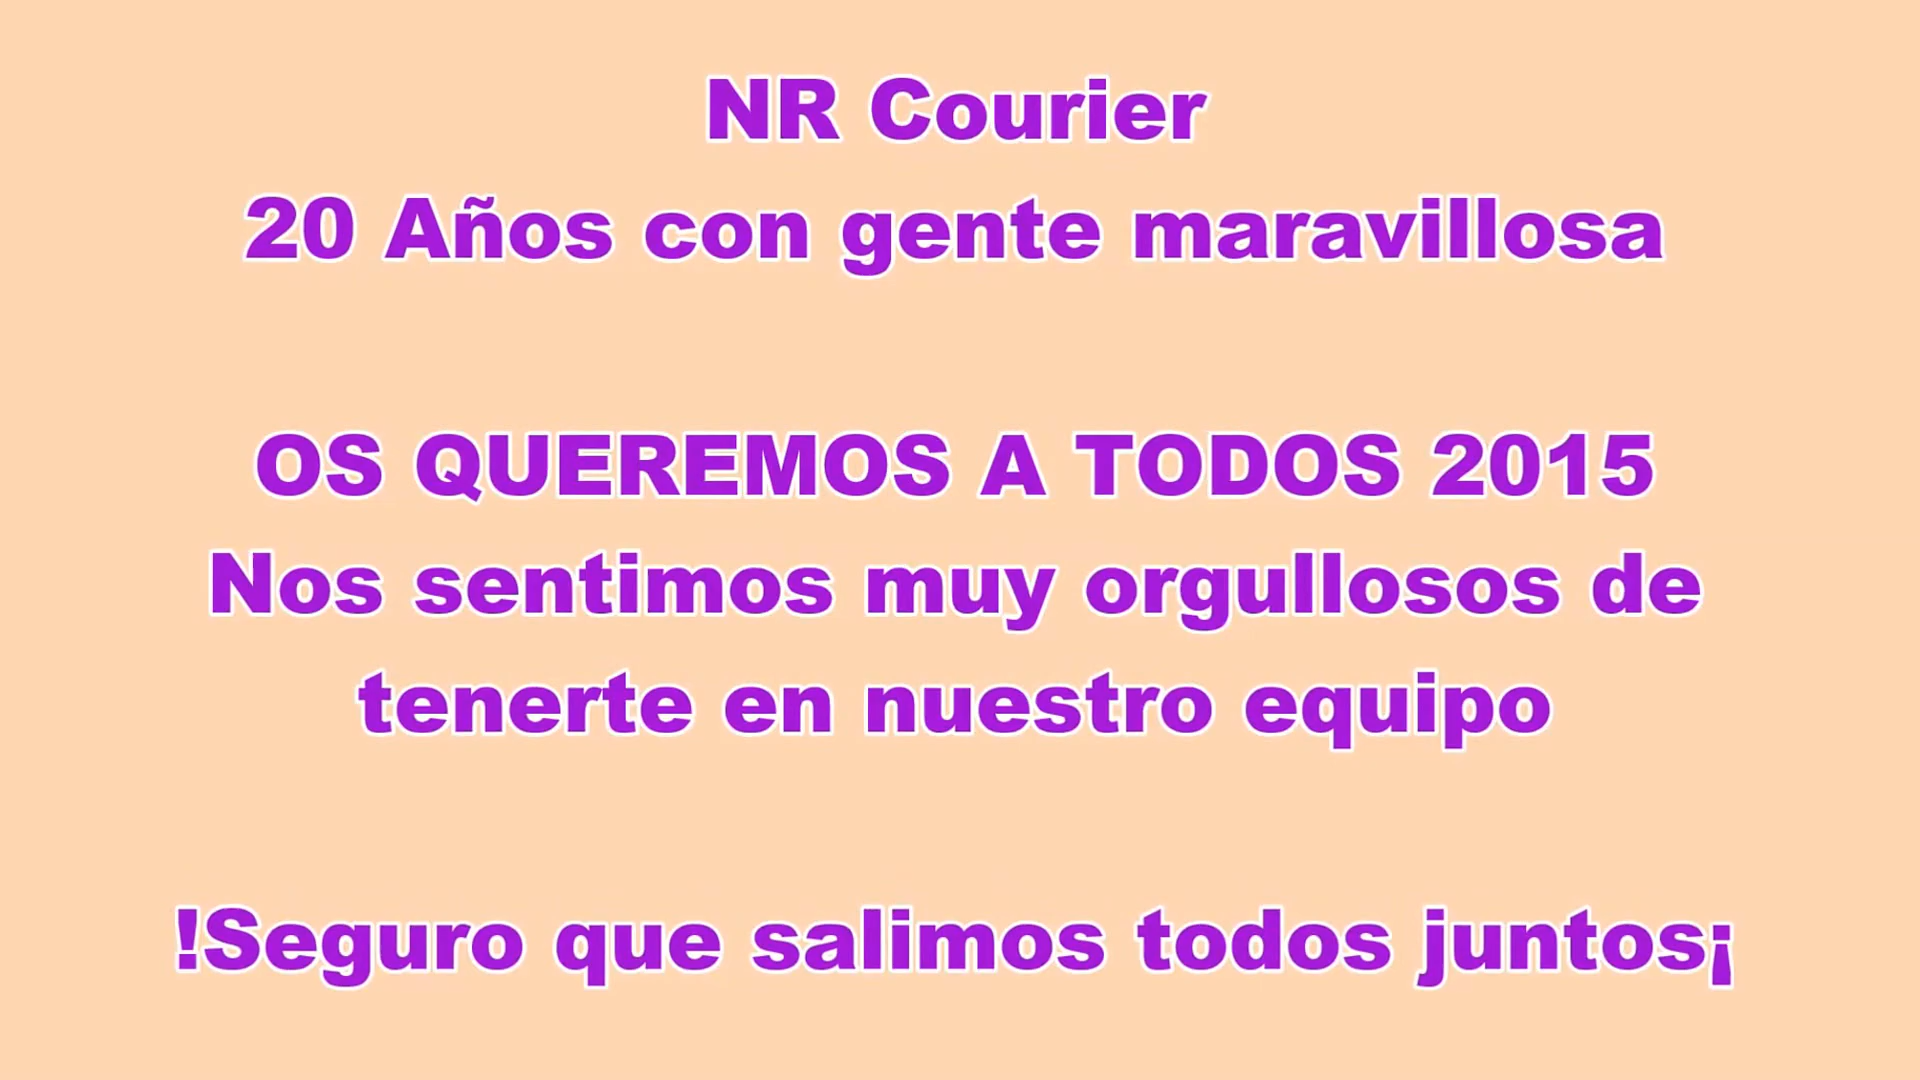 NR Courier
20 Años con gente maravillosa
OS QUEREMOS A TODOS 2015
Nos sentimos muy orgullosos de
tenerte en nuestro equipo
!Seguro que salimos todos juntos¡